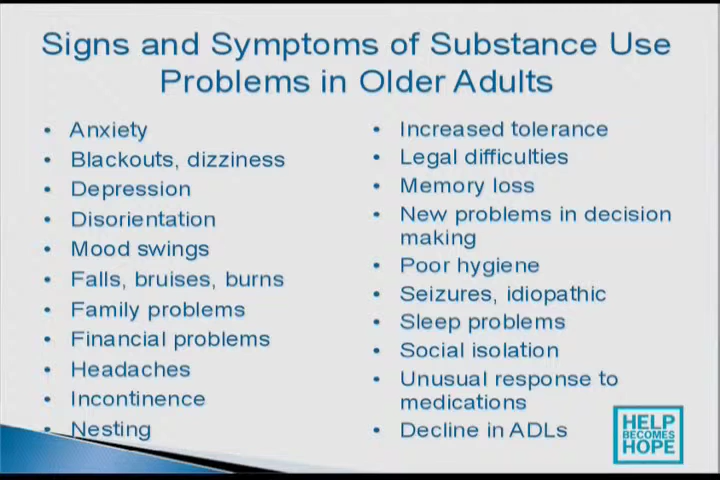 Signs and Symptoms of Substance Use
Problems in Older Adults
• Anxiety
• Blackouts, dizziness
• Depression
• Disorientation
• Mood swings
• Falls, bruises, burns
• Family problems
• Financial problems
• Headaches
• Incontinence
• Nesting
• Increased tolerance
• Legal difficulties
• Memory loss
• New problems in decision
making
• Poor hygiene
• Seizures, idiopathic
• Sleep problems
• Social isolation
• Unusual response to
medications
• Decline in ADLs
HELP
BECOMES
HOPE